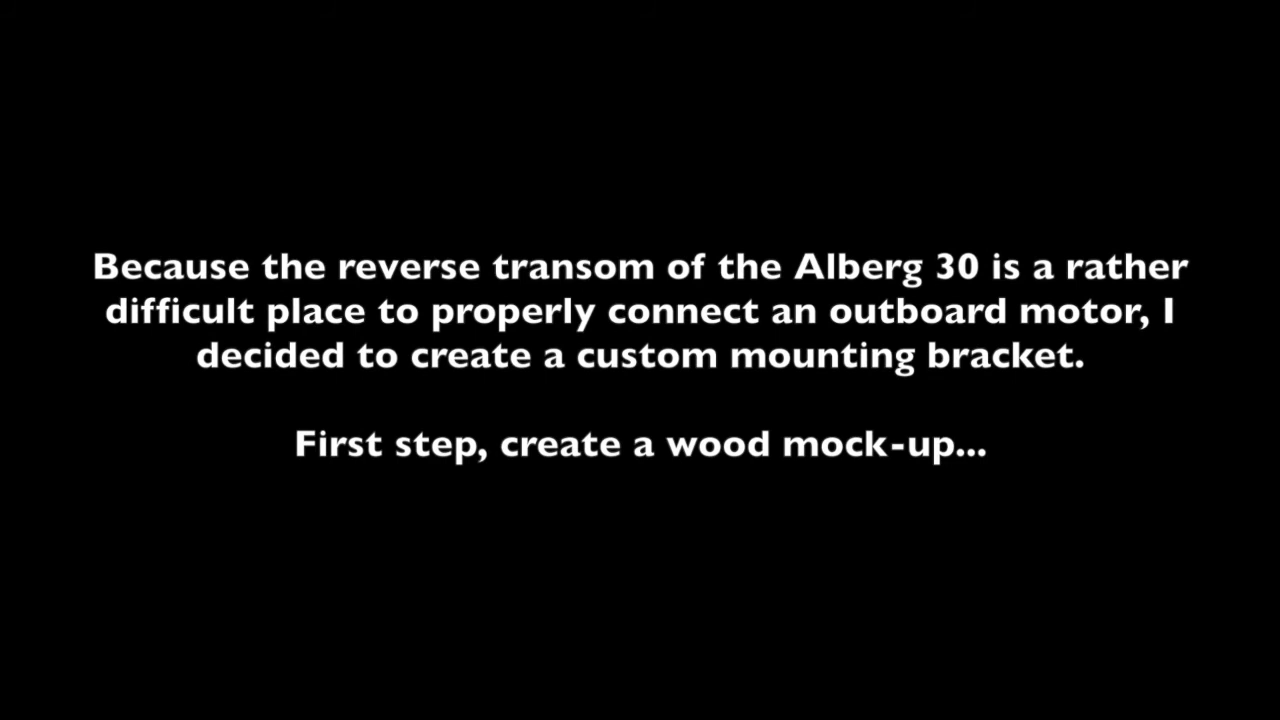 Because the reverse transom of the Alberg 30 is a rather
difficult place to properly connect an outboard motor, I
decided to create a custom mounting bracket.
First step, create a wood mock-up...